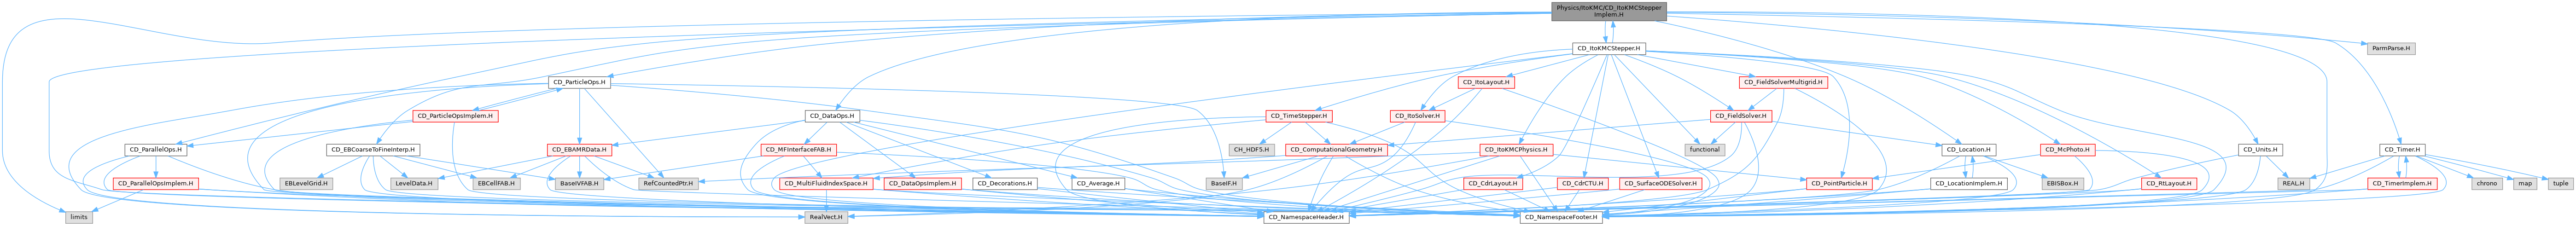 Physics/ItoKMC/CD_ItoKMCStepper
Implem.H
CD_ItoKMCStepper.H
ParmParse.H
CD_ParticleOps.H
CD_ItoLayout.H
CD_FieldSolverMultigrid.H
CD_ParticleOpsImplem.H
CD_DataOps.H
CD_TimeStepper.H
CD_ItoSolver.H
CD_FieldSolver.H
CD_ParallelOps.H
CD_EBCoarseToFineInterp.H
CD_EBAMRData.H
CD_MFInterfaceFAB.H
CH_HDF5.H
CD_ComputationalGeometry.H
CD_ItoKMCPhysics.H
functional
CD_Location.H
CD_McPhoto.H
CD_Units.H
CD_Timer.H
CD_ParallelOpsImplem.H
EBLevelGrid.H
LevelData.H
EBCellFAB.H
BaseIVFAB.H
RefCountedPtr.H
CD_MultiFluidIndexSpace.H
CD_DataOpsImplem.H
CD_Decorations.H
CD_Average.H
BaseIF.H
CD_CdrLayout.H
CD_CdrCTU.H
CD_SurfaceODESolver.H
CD_PointParticle.H
CD_LocationImplem.H
EBISBox.H
CD_RtLayout.H
REAL.H
CD_TimerImplem.H
chrono
map
tuple
limits
RealVect.H
CD_NamespaceHeader.H
CD_NamespaceFooter.H